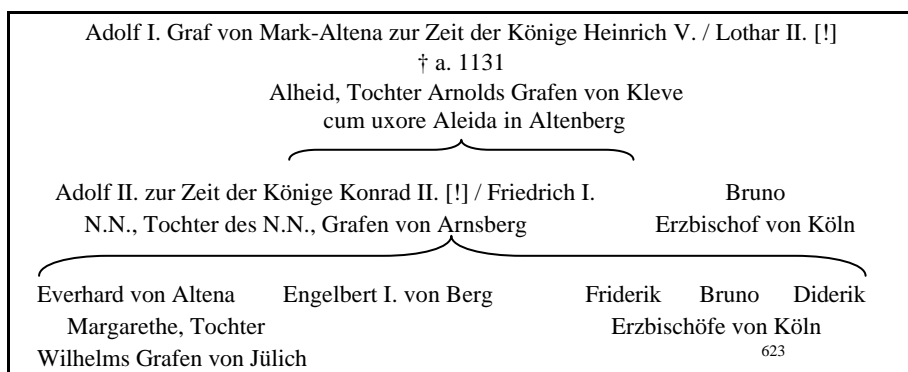 Adolf I. Graf von Mark-Altena zur Zeit der Könige Heinrich V. / Lothar II. [!]
† a. 1131
Alheid, Tochter Arnolds Grafen von Kleve
cum uxore Aleida in Altenberg
Adolf II. zur Zeit der Könige Konrad II. [!] / Friedrich I. Bruno
N.N., Tochter des N.N., Grafen von Arnsberg Erzbischof von Köln
Everhard von Altena Engelbert I. von Berg Friderik Bruno Diderik
Margarethe, Tochter Erzbischöfe von Köln
Wilhelms Grafen von Jülich 623